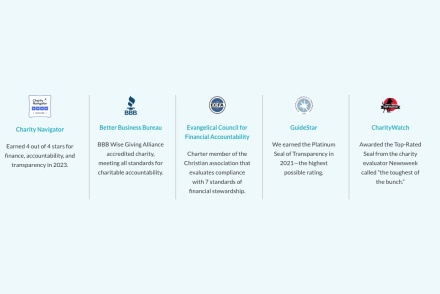 Charity Navigator
BBB
ECFA
Charity Navigator
Earned 4 out of 4 stars for
finance, accountability, and
transparency in 2023.
Better Business Bureau
BBB Wise Giving Alliance
accredited charity,
meeting all standards for
charitable accountability.
Evangelical Council for
Financial Accountability
Charter member of the
Christian association that
evaluates compliance
with 7 standards of
financial stewardship.
GuideStar
We earned the Platinum
Seal of Transparency in
2021—the highest
possible rating.
CharityWatch
Awarded the Top-Rated
Seal from the charity
evaluator Newsweek
called "the toughest of
the bunch."